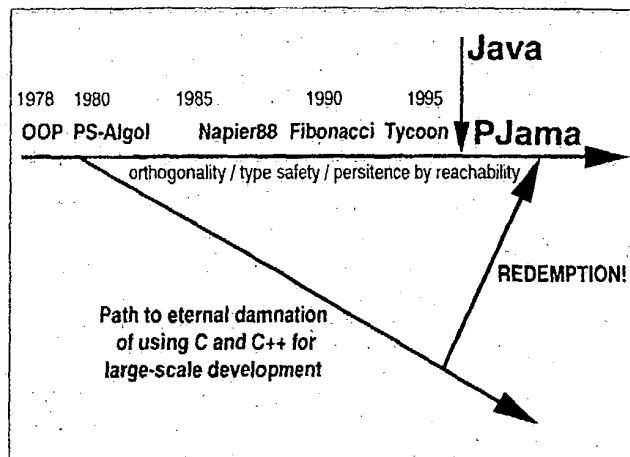 Java
1978 1980 1985 1990 1995
OOP PS-Algol Napier88 Fibonacci Tycoon PJama
orthogonality / type safety / persitence by reachability
REDEMPTION!
Path to eternal damnation
of using C and C++ for
large-scale development